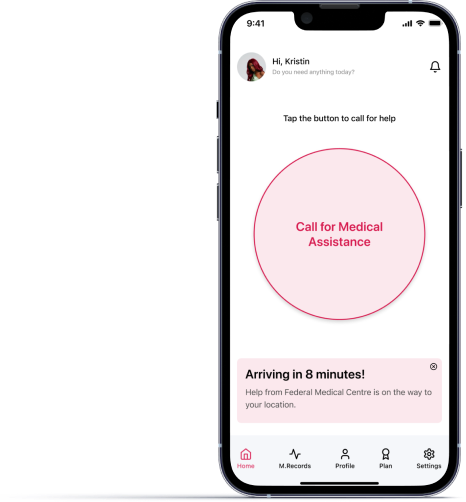 9:41
Hi, Kristin
Do you need anything today?
Tap the button to call for help
Call for Medical
Assistance
Arriving in 8 minutes!
Help from Federal Medical Centre is on the way to
your location.
Home M.Records Profile Plan Settings